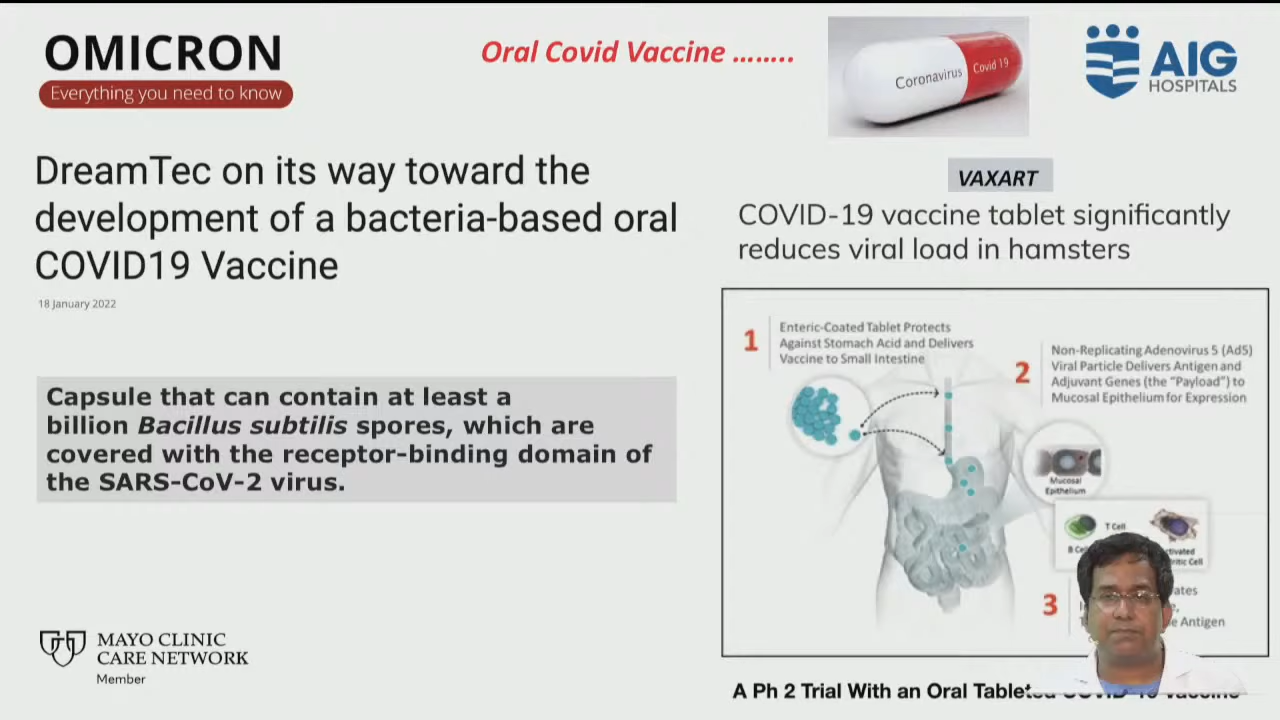 OMICRON
Everything you need to know
Oral Covid Vaccine ........
Coronavirus Covid 19
AIG
HOSPITALS
DreamTec on its way toward the
development of a bacteria-based oral
COVID19 Vaccine
18 January 2022
Capsule that can contain at least a
billion Bacillus subtilis spores, which are
covered with the receptor-binding domain of
the SARS-CoV-2 virus.
MAYO CLINIC
CARE NETWORK
Member
VAXART
COVID-19 vaccine tablet significantly
reduces viral load in hamsters
1
Enteric-Coated Tablet Protects
Against Stomach Acid and Delivers
Vaccine to Small Intestine
2
Non-Replicating Adenovirus 5 (Ad5)
Viral Particle Delivers Antigen and
Adjuvant Genes (the “Payload”) to
Mucosal Epithelium for Expression
Mucosal
Epithelium
T Cell
B Cell
Cell
3
Antigen
A Ph 2 Trial With an Oral Tableted COVID-19 Vaccine